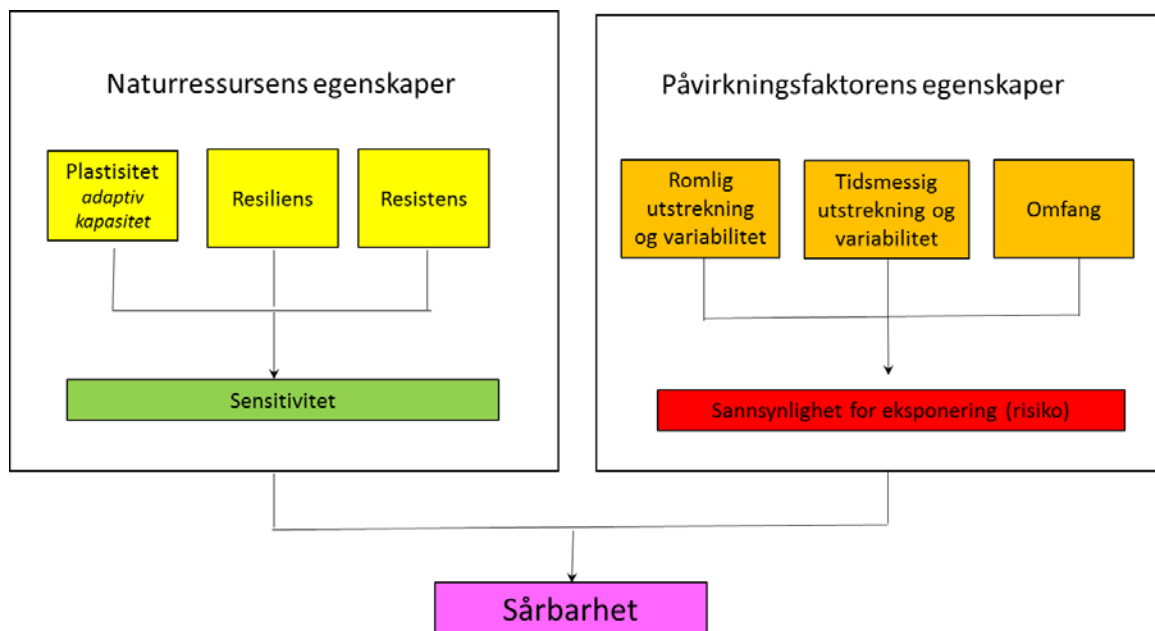 Naturressursens egenskaper
Plastisitet
adaptiv
kapasitet
Resiliens
Resistens
Sensitivitet
Påvirkningsfaktorens egenskaper
Romlig
utstrekning
og variabilitet
Tidsmessig
utstrekning og
variabilitet
Omfang
Sannsynlighet for eksponering (risiko)
Sårbarhet